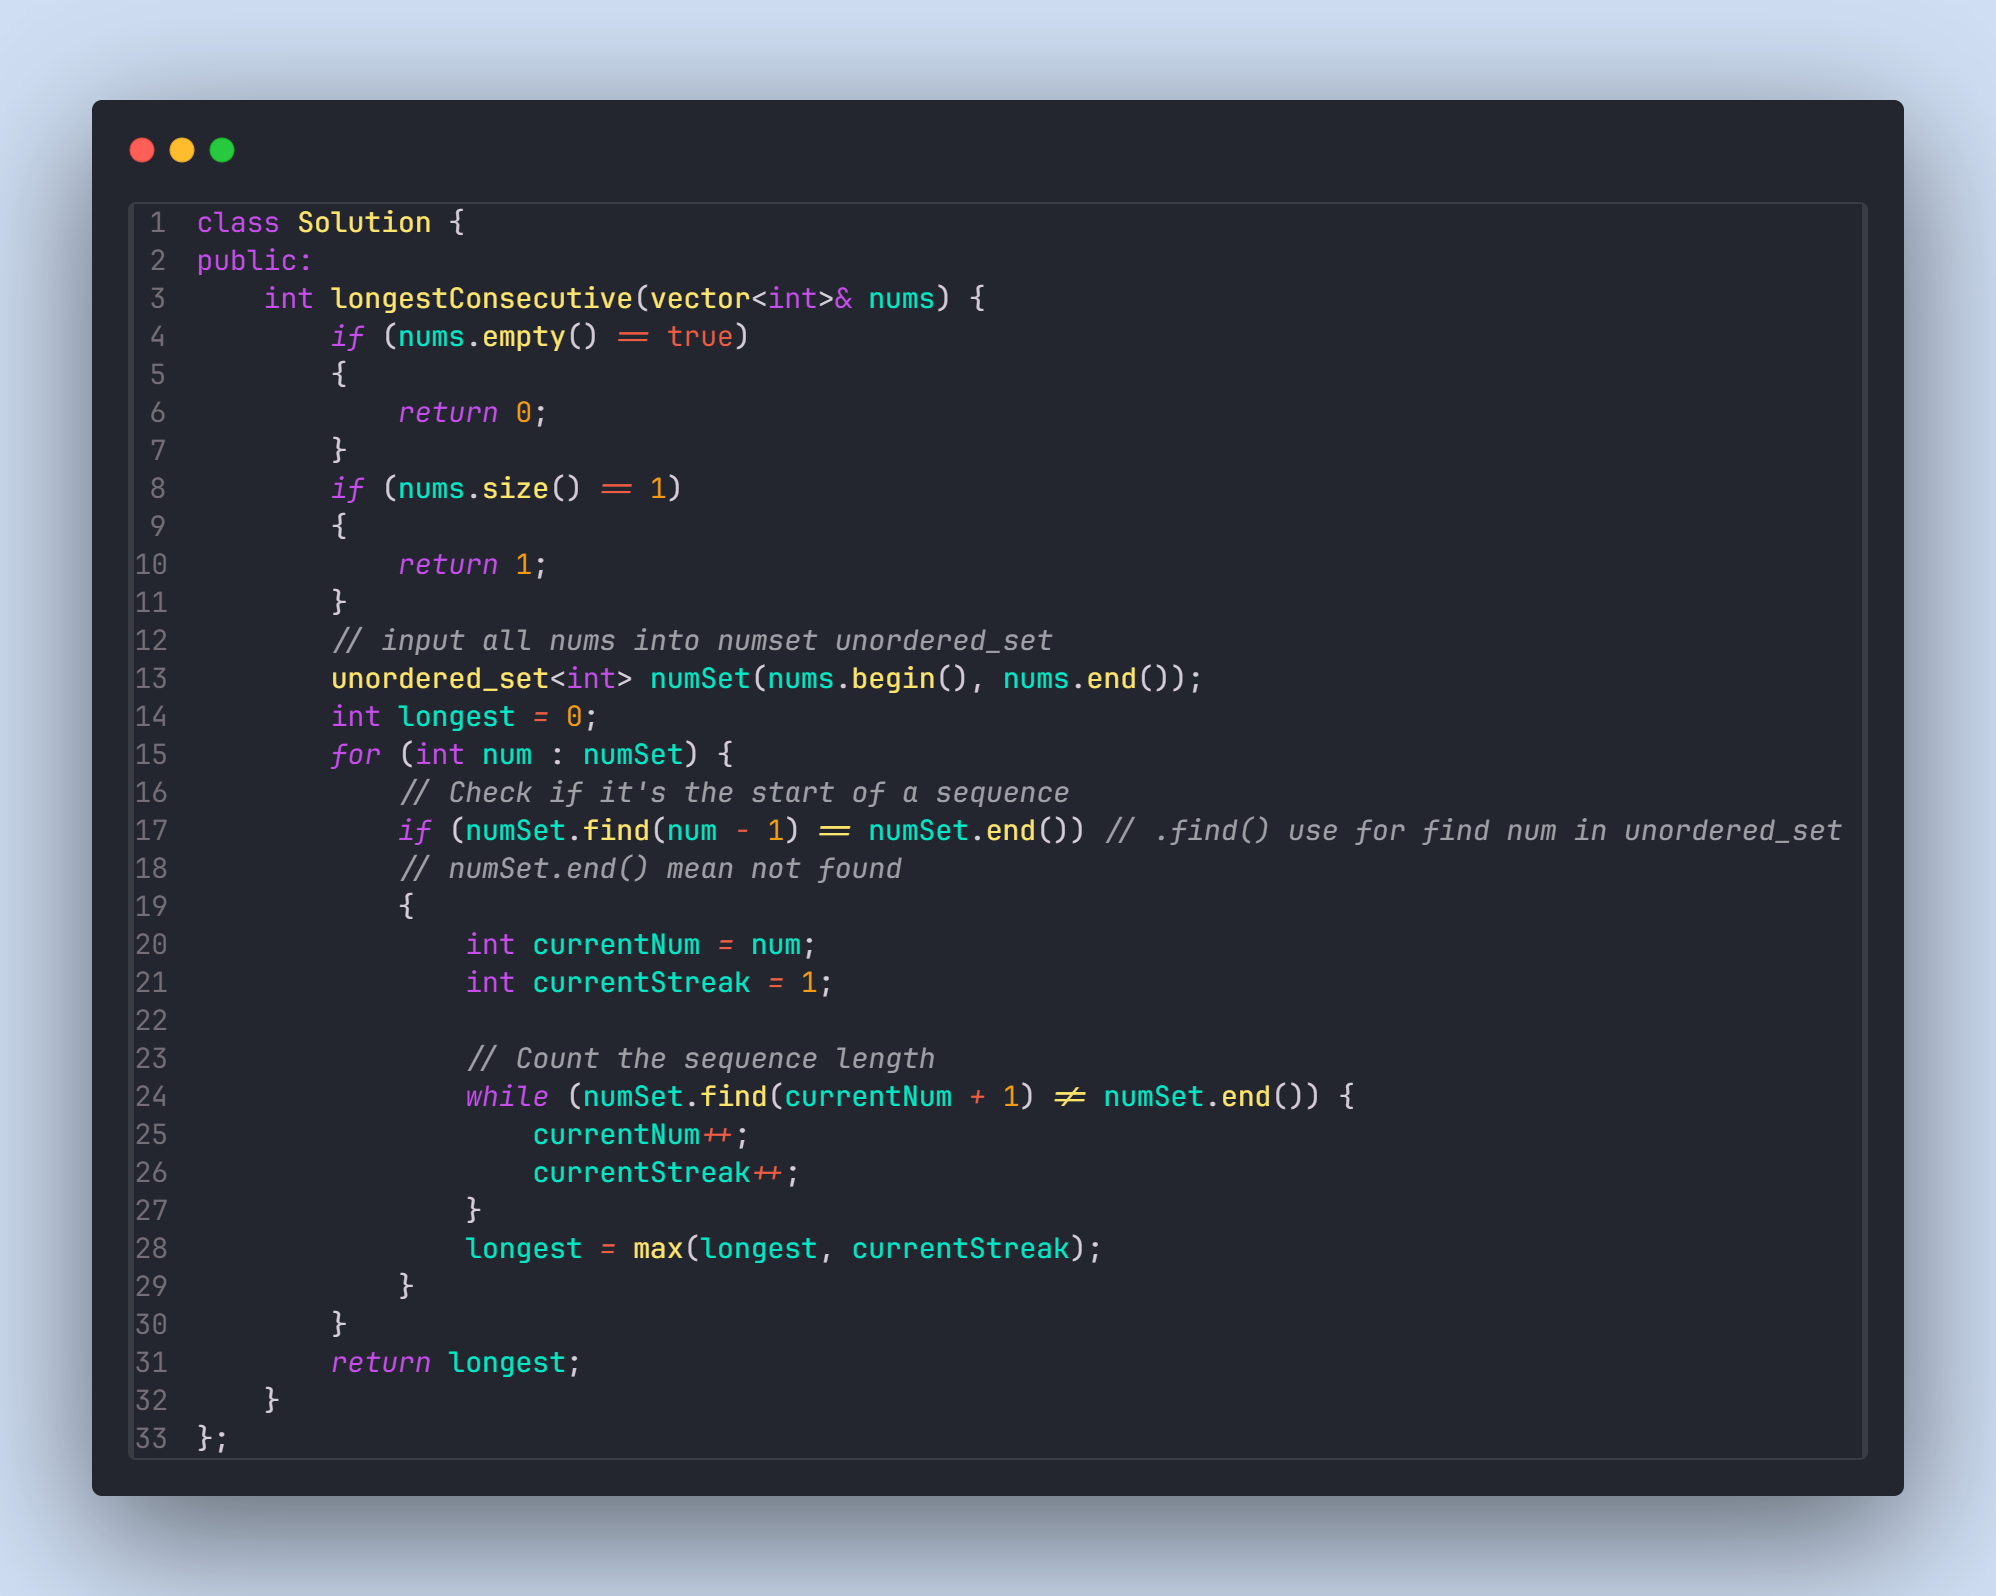 1 class Solution {
2 public:
3     int longestConsecutive(vector<int>& nums) {
4         if (nums.empty() == true)
5         {
6             return 0;
7         }
8         if (nums.size() == 1)
9         {
10             return 1;
11         }
12         // input all nums into numset unordered_set
13         unordered_set<int> numSet(nums.begin(), nums.end());
14         int longest = 0;
15         for (int num : numSet) {
16             // Check if it's the start of a sequence
17             if (numSet.find(num - 1) == numSet.end()) // .find() use for find num in unordered_set
18             // numSet.end() mean not found
19             {
20                 int currentNum = num;
21                 int currentStreak = 1;
22
23                 // Count the sequence length
24                 while (numSet.find(currentNum + 1) != numSet.end()) {
25                     currentNum++;
26                     currentStreak++;
27                 }
28                 longest = max(longest, currentStreak);
29             }
30         }
31         return longest;
32     }
33 };